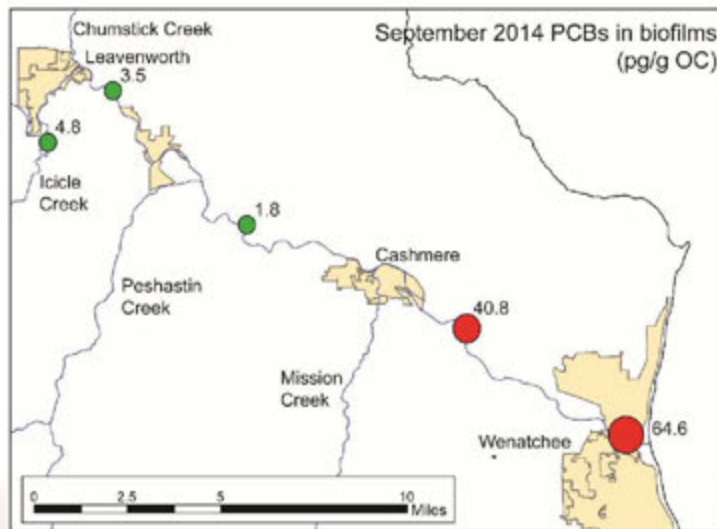 September 2014 PCBs in biofilms
(pg/g OC)
Chumstick Creek
Leavenworth
3.5
4.8
Icicle
Creek
1.8
Peshastin
Creek
Cashmere
40.8
Mission
Creek
Wenatchee
64.6
0 2.5 5 10
Miles